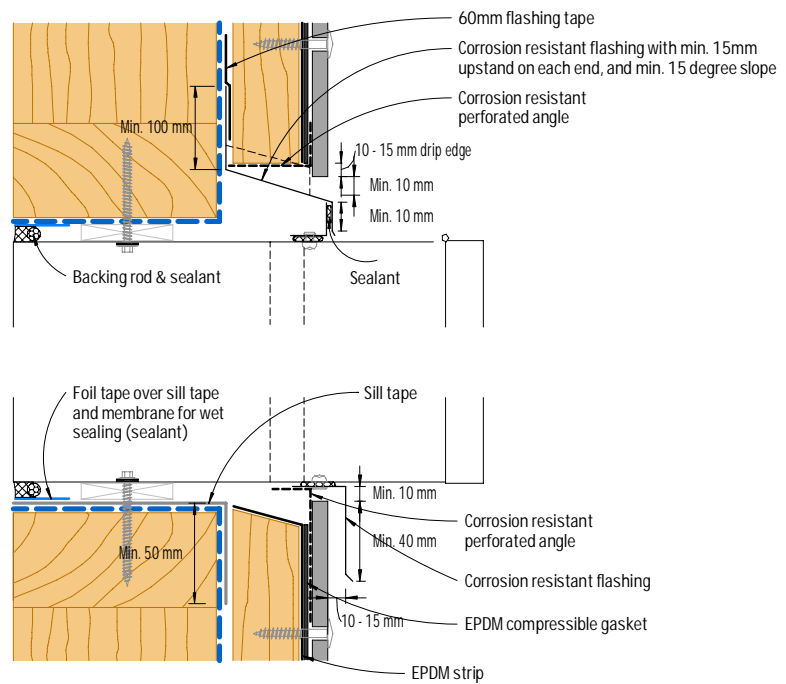 60mm flashing tape
Corrosion resistant flashing with min. 15mm
upstand on each end, and min. 15 degree slope
Corrosion resistant
perforated angle
Min. 100 mm
10 - 15 mm drip edge
Min. 10 mm
Min. 10 mm
Backing rod & sealant
Sealant
Foil tape over sill tape
and membrane for wet
sealing (sealant)
Sill tape
Min. 10 mm
Corrosion resistant
perforated angle
Min. 40 mm
Min. 50 mm
Corrosion resistant flashing
10 - 15 mm
EPDM compressible gasket
EPDM strip